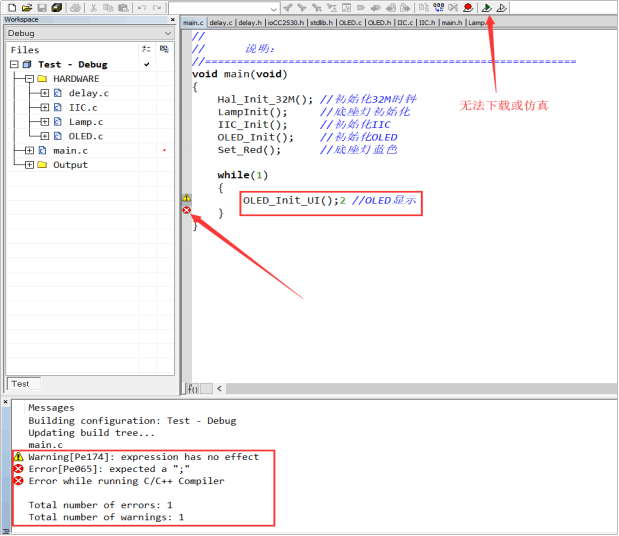 Workspace
Debug
Files
Test - Debug
HARDWARE
delay.c
IIC.c
Lamp.c
OLED.c
main.c
Output
Test
main.c delay.c delay.h ioCC2530.h stdlib.h OLED.c OLED.h IIC.c IIC.h main.h Lamp.
//
// 说明:
//==========================================================
void main(void)
{
Hal_Init_32M(); //初始化32M时钟
LampInit(); //底座灯初始化
IIC_Init(); //初始化IIC
OLED_Init(); //初始化OLED
Set_Red(); //底座灯蓝色
while(1)
{
OLED_Init_UI();2 //OLED显示
}
}
无法下载或仿真
f()
Messages
Building configuration: Test - Debug
Updating build tree...
main.c
Warning[Pe174]: expression has no effect
Error[Pe065]: expected a ";"
Error while running C/C++ Compiler
Total number of errors: 1
Total number of warnings: 1